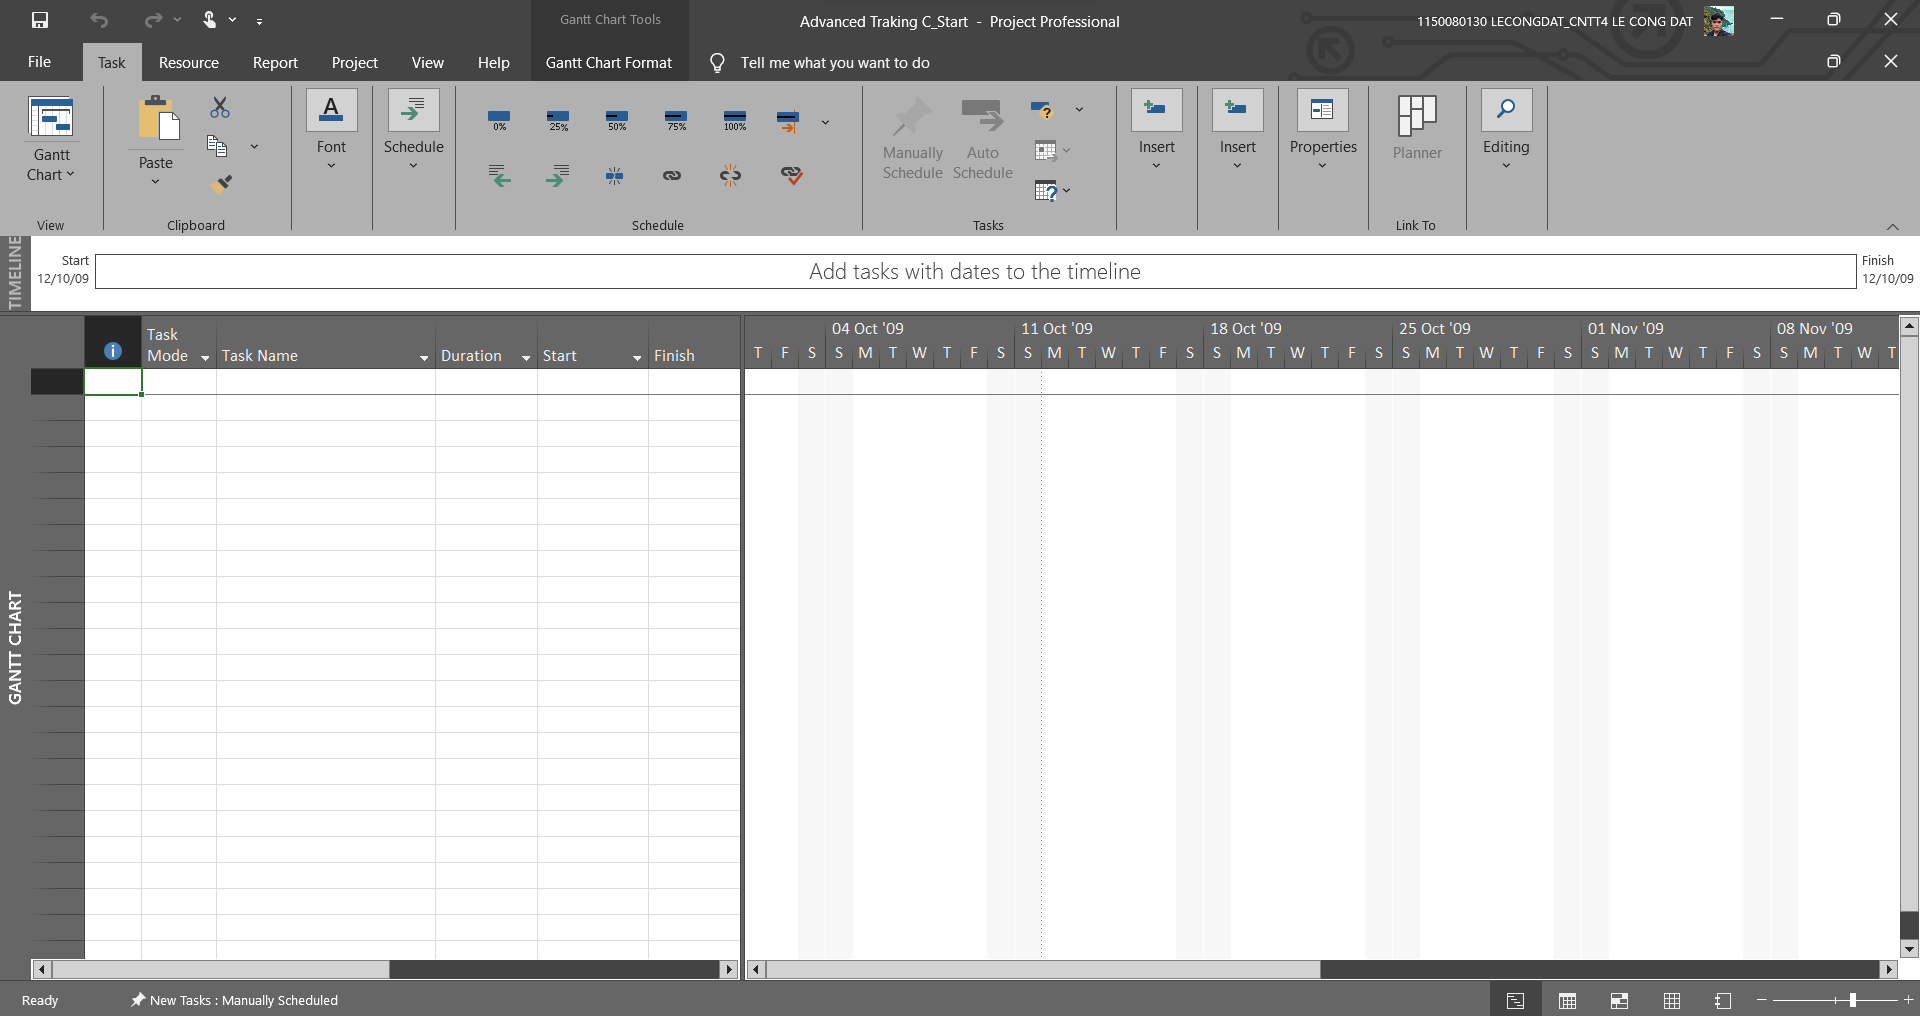 Gantt Chart Tools
Advanced Traking C_Start - Project Professional
1150080130 LECONGDAT_CNTT4 LE CONG DAT
File
Task
Resource
Report
Project
View
Help
Gantt Chart Format
Tell me what you want to do
Gantt
Chart
View
Paste
Clipboard
A
Font
Schedule
0%
25%
50%
75%
100%
Schedule
Manually
Schedule
Auto
Schedule
Tasks
Insert
Insert
Properties
Planner
Link To
Editing
TIMELINE
Start
12/10/09
Add tasks with dates to the timeline
Finish
12/10/09
Task
Mode
Task Name
Duration
Start
Finish
04 Oct '09
11 Oct '09
18 Oct '09
25 Oct '09
01 Nov '09
08 Nov '09
T F S S M T W T F S S M T W T F S S M T W T F S S M T W T F S S M T W T F S S M T W T
GANTT CHART
Ready
New Tasks : Manually Scheduled